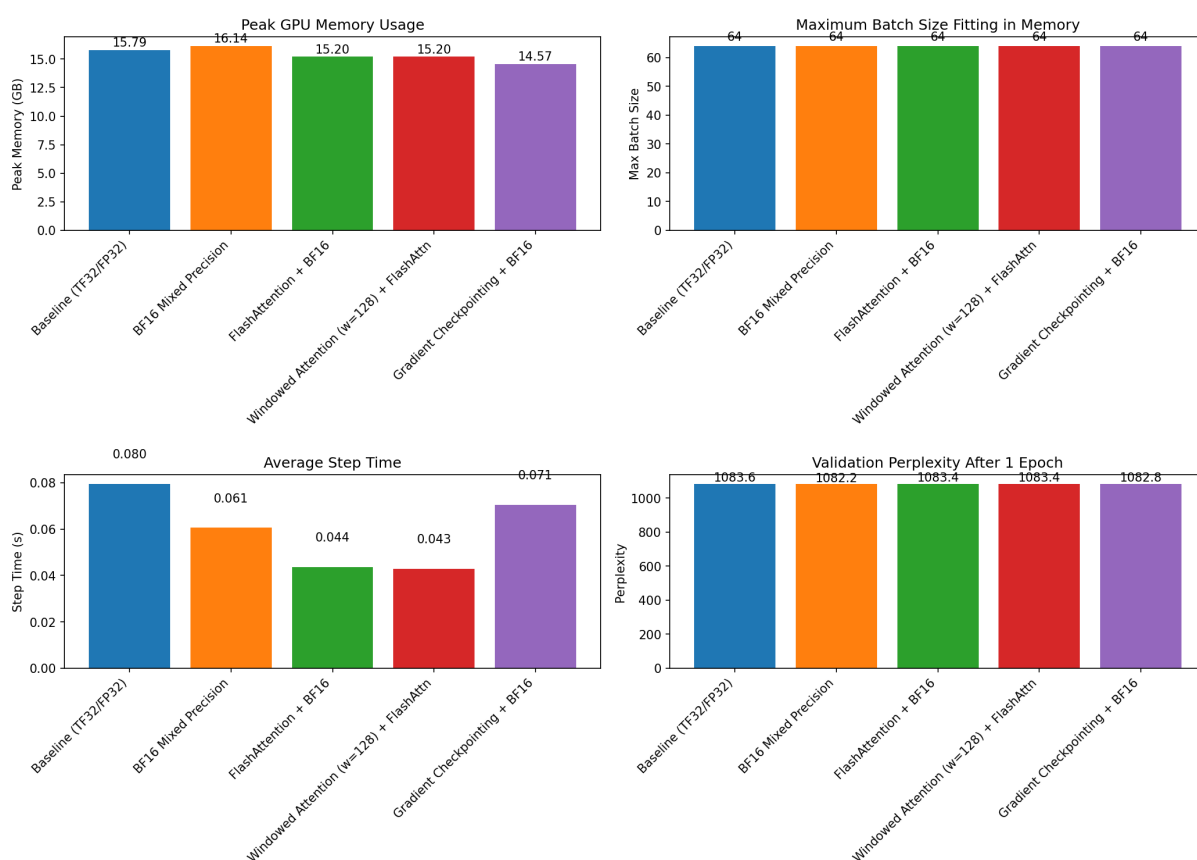 Peak GPU Memory Usage
Peak Memory (GB)
15.0
12.5
10.0
7.5
5.0
2.5
0.0
15.79
16.14
15.20
15.20
14.57
Baseline (TF32/FP32)
BF16 Mixed Precision
FlashAttention + BF16
Windowed Attention (w=128) + FlashAttn
Gradient Checkpointing + BF16
Maximum Batch Size Fitting in Memory
Max Batch Size
60
50
40
30
20
10
0
64
64
64
64
64
Baseline (TF32/FP32)
BF16 Mixed Precision
FlashAttention + BF16
Windowed Attention (w=128) + FlashAttn
Gradient Checkpointing + BF16
Average Step Time
Step Time (s)
0.08
0.06
0.04
0.02
0.00
0.080
0.061
0.044
0.043
0.071
Baseline (TF32/FP32)
BF16 Mixed Precision
FlashAttention + BF16
Windowed Attention (w=128) + FlashAttn
Gradient Checkpointing + BF16
Validation Perplexity After 1 Epoch
Perplexity
1000
800
600
400
200
0
1083.6
1082.2
1083.4
1083.4
1082.8
Baseline (TF32/FP32)
BF16 Mixed Precision
FlashAttention + BF16
Windowed Attention (w=128) + FlashAttn
Gradient Checkpointing + BF16